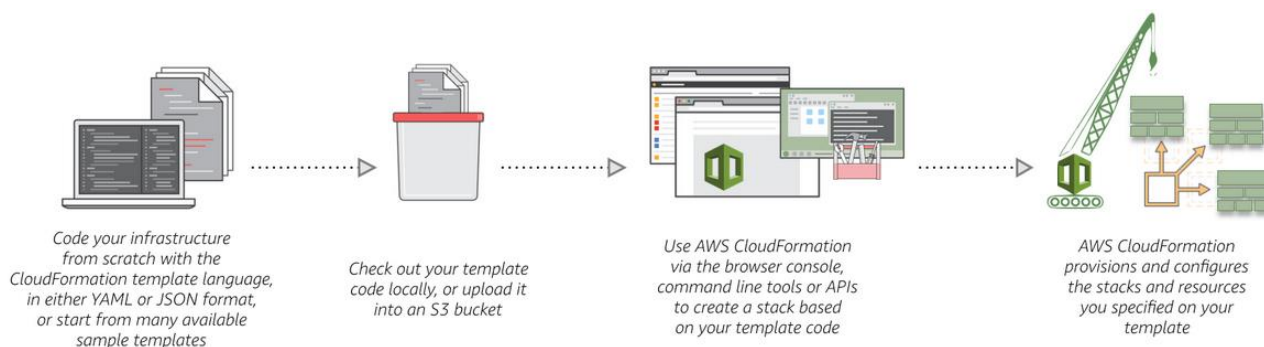 Code your infrastructure
from scratch with the
CloudFormation template language,
in either YAML or JSON format,
or start from many available
sample templates
Check out your template
code locally, or upload it
into an S3 bucket
Use AWS CloudFormation
via the browser console,
command line tools or APIs
to create a stack based
on your template code
AWS CloudFormation
provisions and configures
the stacks and resources
you specified on your
template